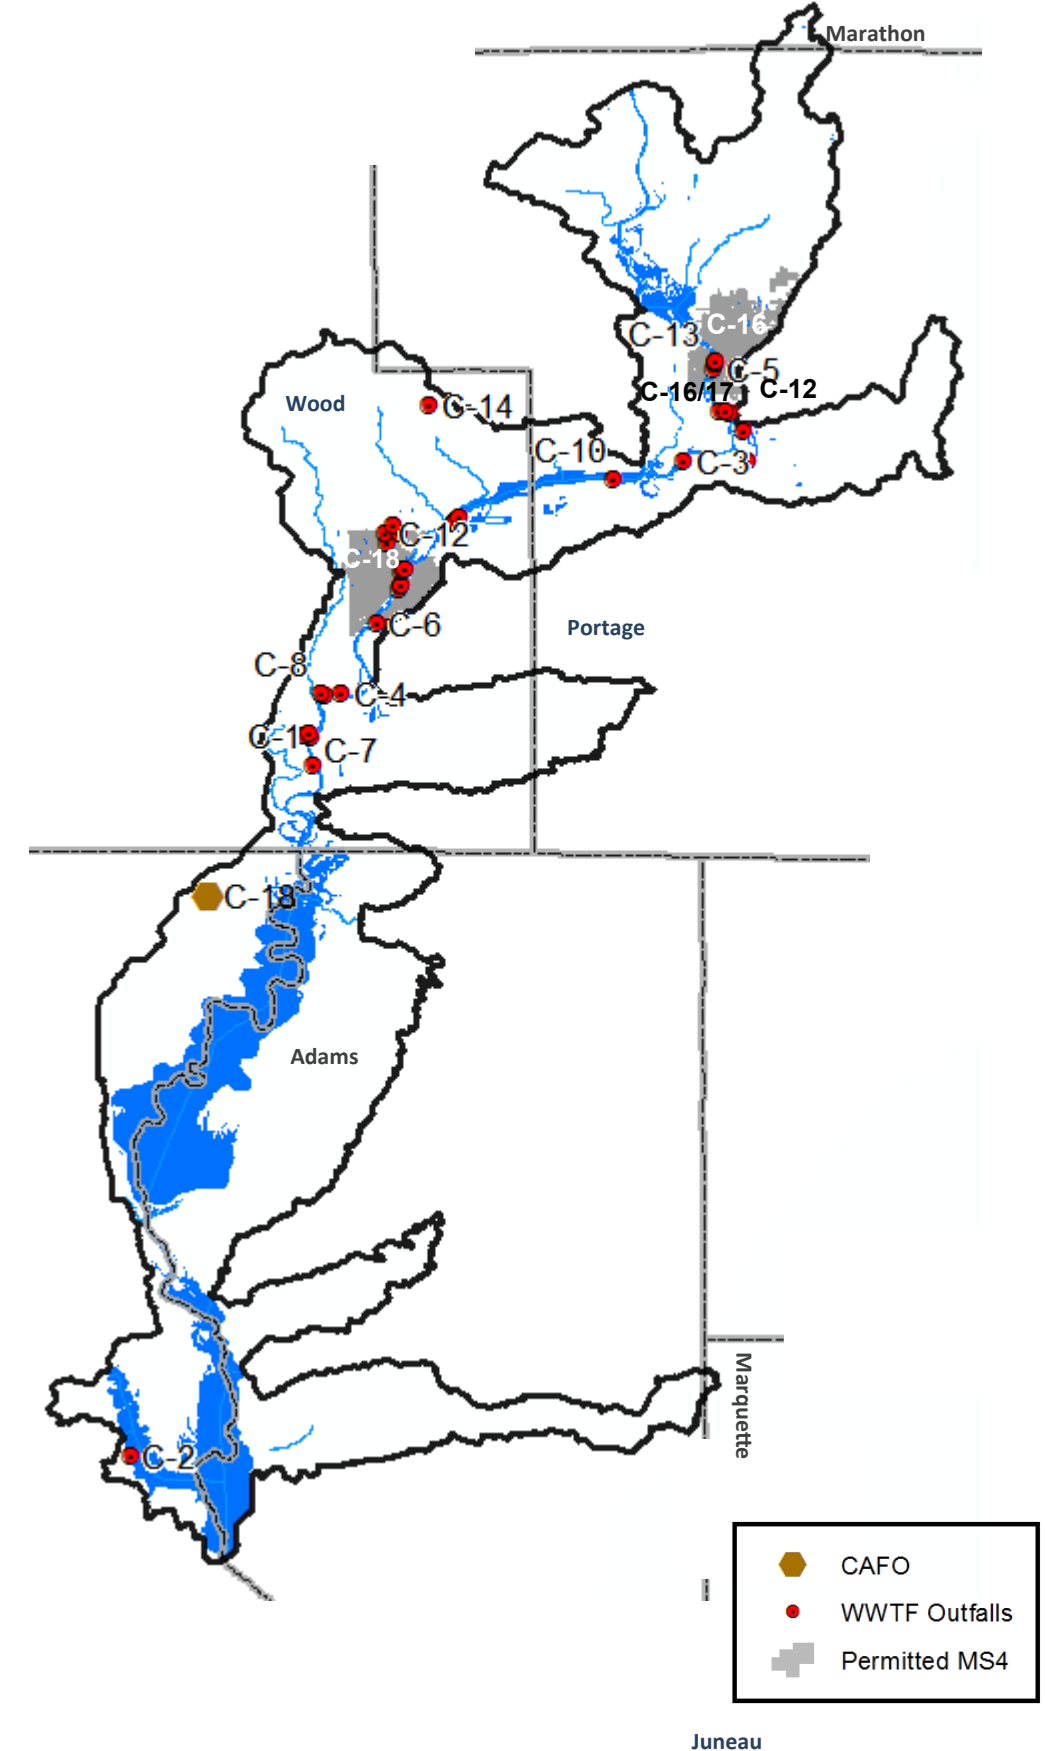 Marathon
C-16
C-13
C-5
C-16/17
C-12
Wood
C-14
C-10
C-3
C-12
C-18
C-6
Portage
C-8
C-4
C-1
C-7
C-18
Adams
Marquette
C-2
CAFO
WWTF Outfalls
Permitted MS4
Juneau